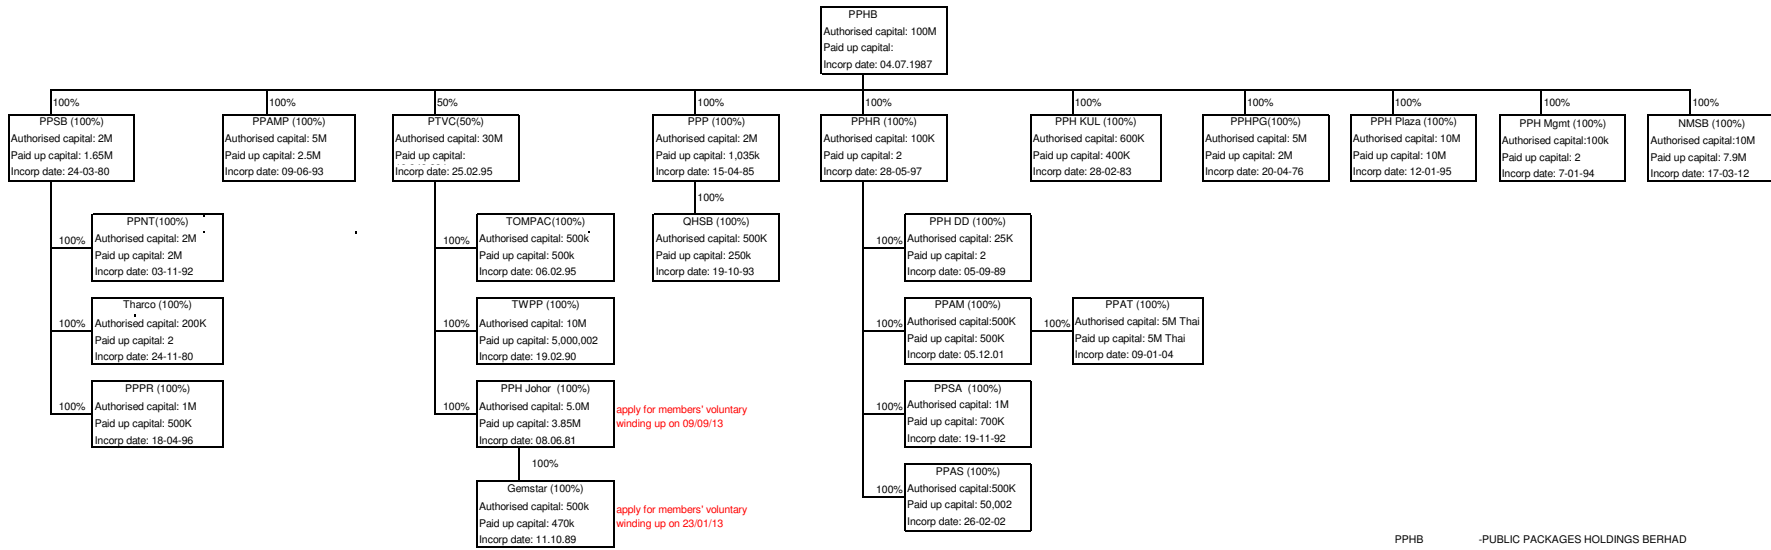 PPHB
Authorised capital: 100M
Paid up capital:
Incorp date: 04.07.1987
100%
100%
50%
100%
100%
100%
100%
100%
100%
100%
PPSB (100%)
Authorised capital: 2M
Paid up capital: 1.65M
Incorp date: 24-03-80
PPAMP (100%)
Authorised capital: 5M
Paid up capital: 2.5M
Incorp date: 09-06-93
PTVC(50%)
Authorised capital: 30M
Paid up capital:
Incorp date: 25.02.95
PPP (100%)
Authorised capital: 2M
Paid up capital: 1,035k
Incorp date: 15-04-85
PPHR (100%)
Authorised capital: 100K
Paid up capital: 2
Incorp date: 28-05-97
PPH KUL (100%)
Authorised capital: 600K
Paid up capital: 400K
Incorp date: 28-02-83
PPHPG(100%)
Authorised capital: 5M
Paid up capital: 2M
Incorp date: 20-04-76
PPH Plaza (100%)
Authorised capital: 10M
Paid up capital: 10M
Incorp date: 12-01-95
PPH Mgmt (100%)
Authorised capital:100k
Paid up capital: 2
Incorp date: 7-01-94
NMSB (100%)
Authorised capital:10M
Paid up capital: 7.9M
Incorp date: 17-03-12
100%
PPNT(100%)
Authorised capital: 2M
Paid up capital: 2M
Incorp date: 03-11-92
100%
Tharco (100%)
Authorised capital: 200K
Paid up capital: 2
Incorp date: 24-11-80
100%
PPPR (100%)
Authorised capital: 1M
Paid up capital: 500K
Incorp date: 18-04-96
100%
TOMPAC(100%)
Authorised capital: 500k
Paid up capital: 500k
Incorp date: 06.02.95
100%
TWPP (100%)
Authorised capital: 10M
Paid up capital: 5,000,002
Incorp date: 19.02.90
100%
PPH Johor (100%)
Authorised capital: 5.0M
Paid up capital: 3.85M
Incorp date: 08.06.81
apply for members' voluntary
winding up on 09/09/13
100%
Gemstar (100%)
Authorised capital: 500k
Paid up capital: 470k
Incorp date: 11.10.89
apply for members' voluntary
winding up on 23/01/13
100%
QHSB (100%)
Authorised capital: 500K
Paid up capital: 250k
Incorp date: 19-10-93
100%
PPH DD (100%)
Authorised capital: 25K
Paid up capital: 2
Incorp date: 05-09-89
100%
PPAM (100%)
Authorised capital:500K
Paid up capital: 500K
Incorp date: 05.12.01
100%
PPAT (100%)
Authorised capital: 5M Thai
Paid up capital: 5M Thai
Incorp date: 09-01-04
100%
PPSA (100%)
Authorised capital: 1M
Paid up capital: 700K
Incorp date: 19-11-92
100%
PPAS (100%)
Authorised capital:500K
Paid up capital: 50,002
Incorp date: 26-02-02
PPHB -PUBLIC PACKAGES HOLDINGS BERHAD